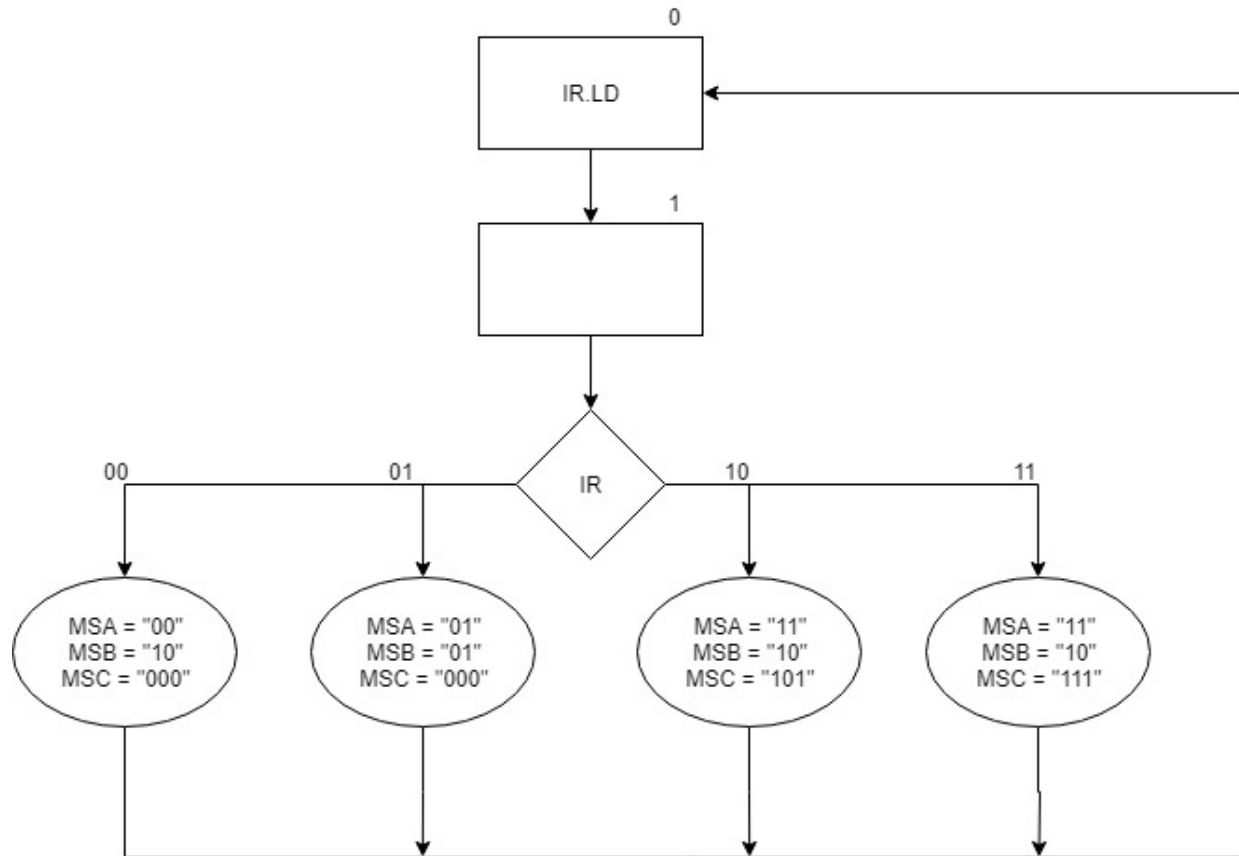 0
IR.LD
1
00
01
IR
10
11
MSA = "00"
MSB = "10"
MSC = "000"
MSA = "01"
MSB = "01"
MSC = "000"
MSA = "11"
MSB = "10"
MSC = "101"
MSA = "11"
MSB = "10"
MSC = "111"